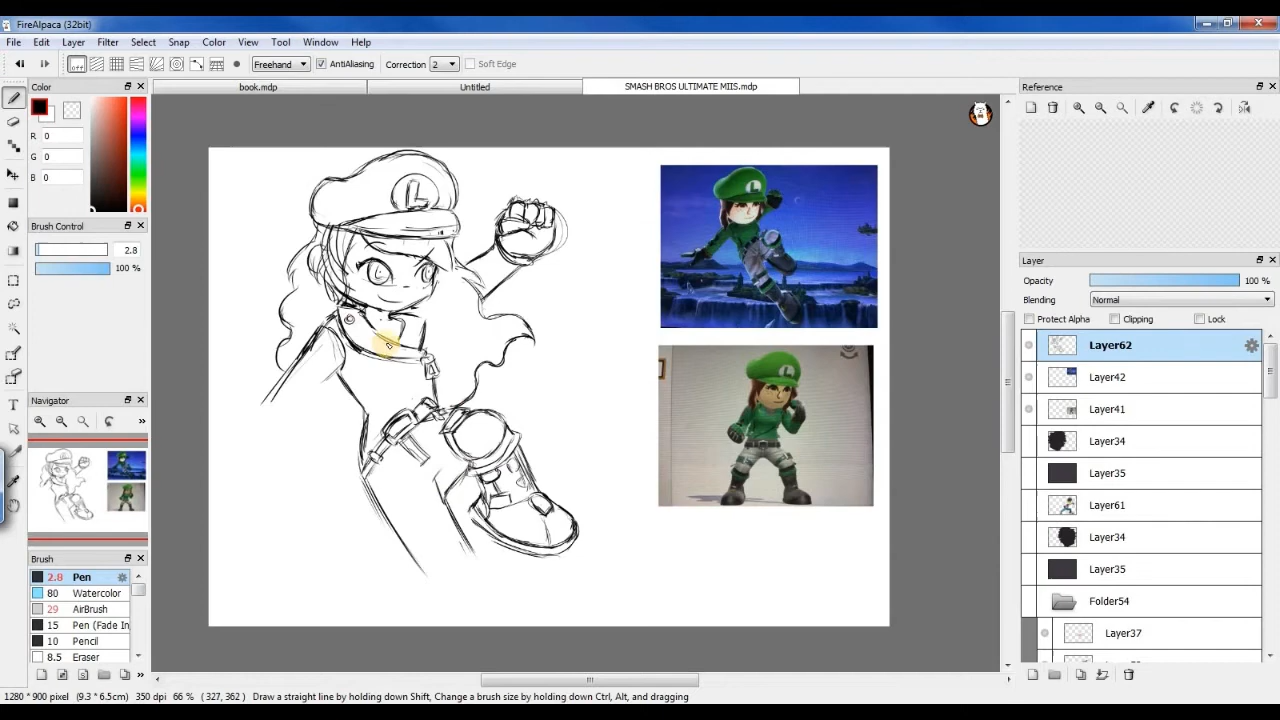 FireAlpaca (32bit)
File Edit Layer Filter Select Snap Color View Tool Window Help
off Freehand AntiAliasing Correction 2 Soft Edge
Color
book.mdp Untitled SMASH BROS ULTIMATE MIIS.mdp
Reference
R 0
G 0
B 0
L
L
Brush Control
2.8
100 %
Layer
Opacity 100 %
Blending Normal
Protect Alpha Clipping Lock
Layer62
Layer42
L
Navigator
Layer41
Layer34
Layer35
Layer61
Layer34
Brush
Layer35
2.8 Pen
80 Watercolor
29 AirBrush
Folder54
15 Pen (Fade In
Layer37
10 Pencil
8.5 Eraser
1280 * 900 pixel (9.3 * 6.5cm) 350 dpi 66 % ( 327, 362 ) Draw a straight line by holding down Shift, Change a brush size by holding down Ctrl, Alt, and dragging